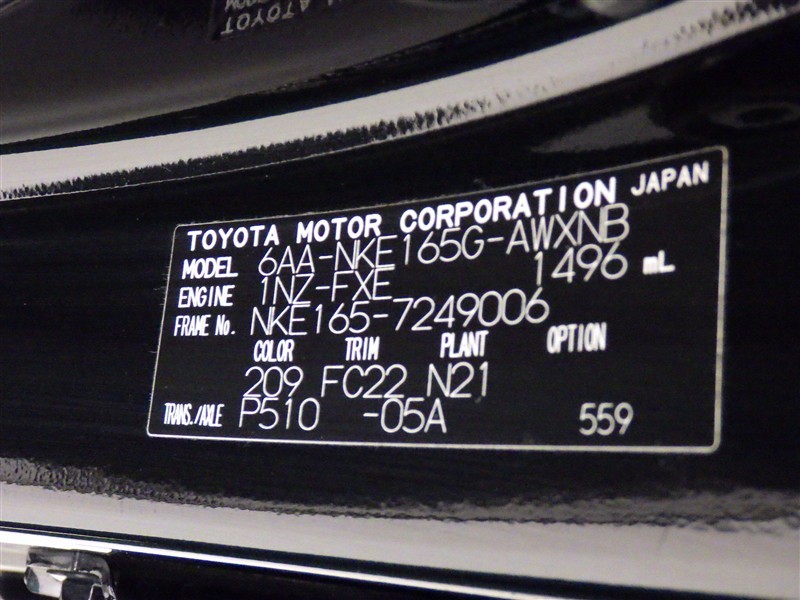 TOYOTA MOTOR CORPORATION JAPAN
MODEL 6AA-NKE165G-AWXNB
ENGINE 1NZ-FXE 1496 mL
FRAME No. NKE165-7249006
COLOR TRIM PLANT OPTION
209 FC22 N21
TRANS./AXLE P510 -05A 559